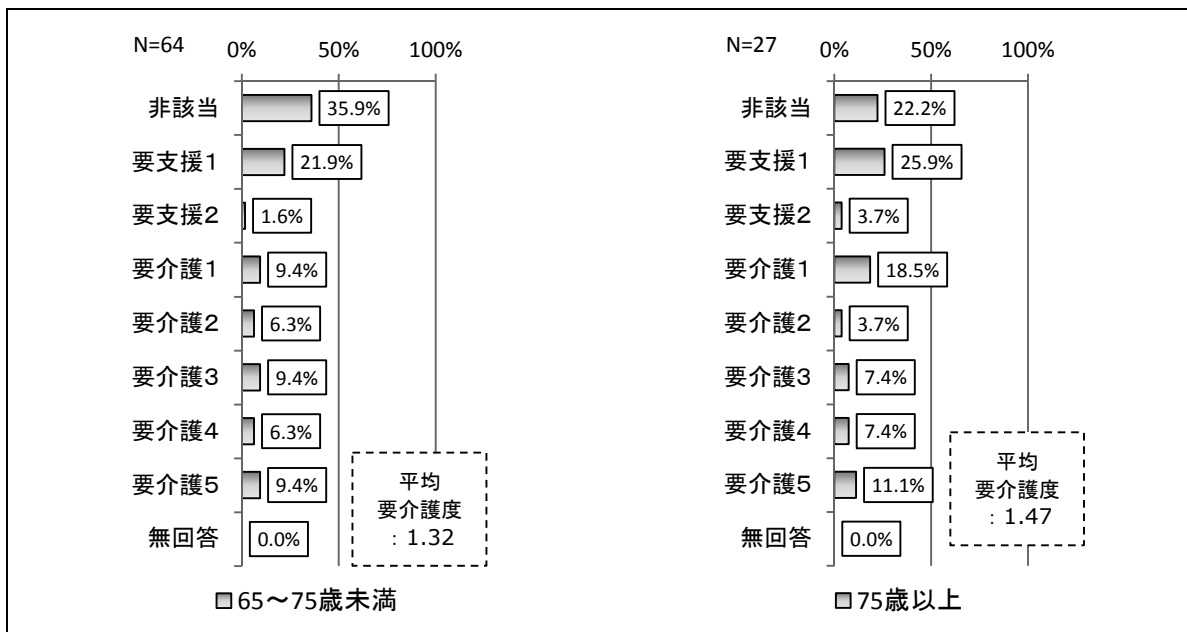 N=64
0% 50% 100%
非該当 35.9%
要支援1 21.9%
要支援2 1.6%
要介護1 9.4%
要介護2 6.3%
要介護3 9.4%
要介護4 6.3%
要介護5 9.4%
無回答 0.0%
平均
要介護度
：1.32
65～75歳未満
N=27
0% 50% 100%
非該当 22.2%
要支援1 25.9%
要支援2 3.7%
要介護1 18.5%
要介護2 3.7%
要介護3 7.4%
要介護4 7.4%
要介護5 11.1%
無回答 0.0%
平均
要介護度
：1.47
75歳以上